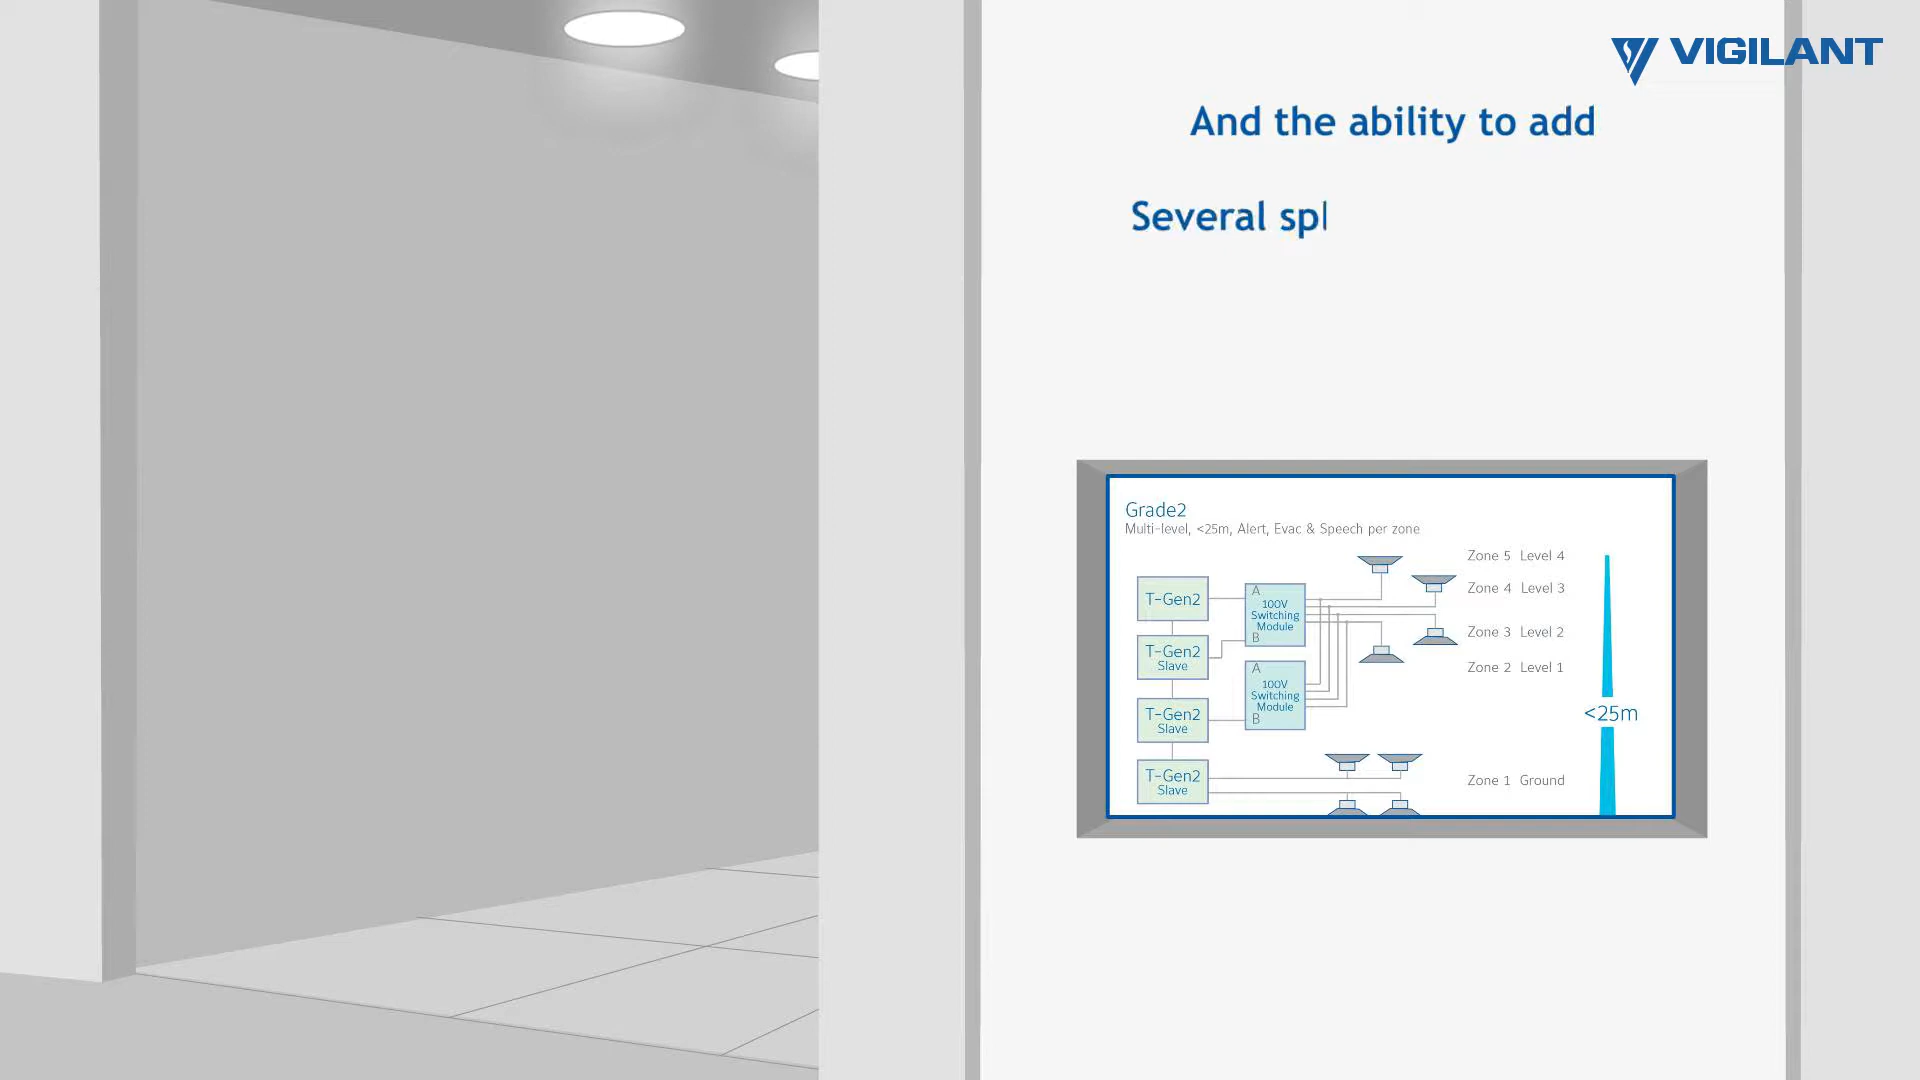 VIGILANT
And the ability to add
Several spl
Grade2
Multi-level, <25m, Alert, Evac & Speech per zone
Zone 5 Level 4
Zone 4 Level 3
Zone 3 Level 2
Zone 2 Level 1
<25m
Zone 1 Ground
T-Gen2
T-Gen2
Slave
T-Gen2
Slave
T-Gen2
Slave
A
100V
Switching
Module
B
A
100V
Switching
Module
B